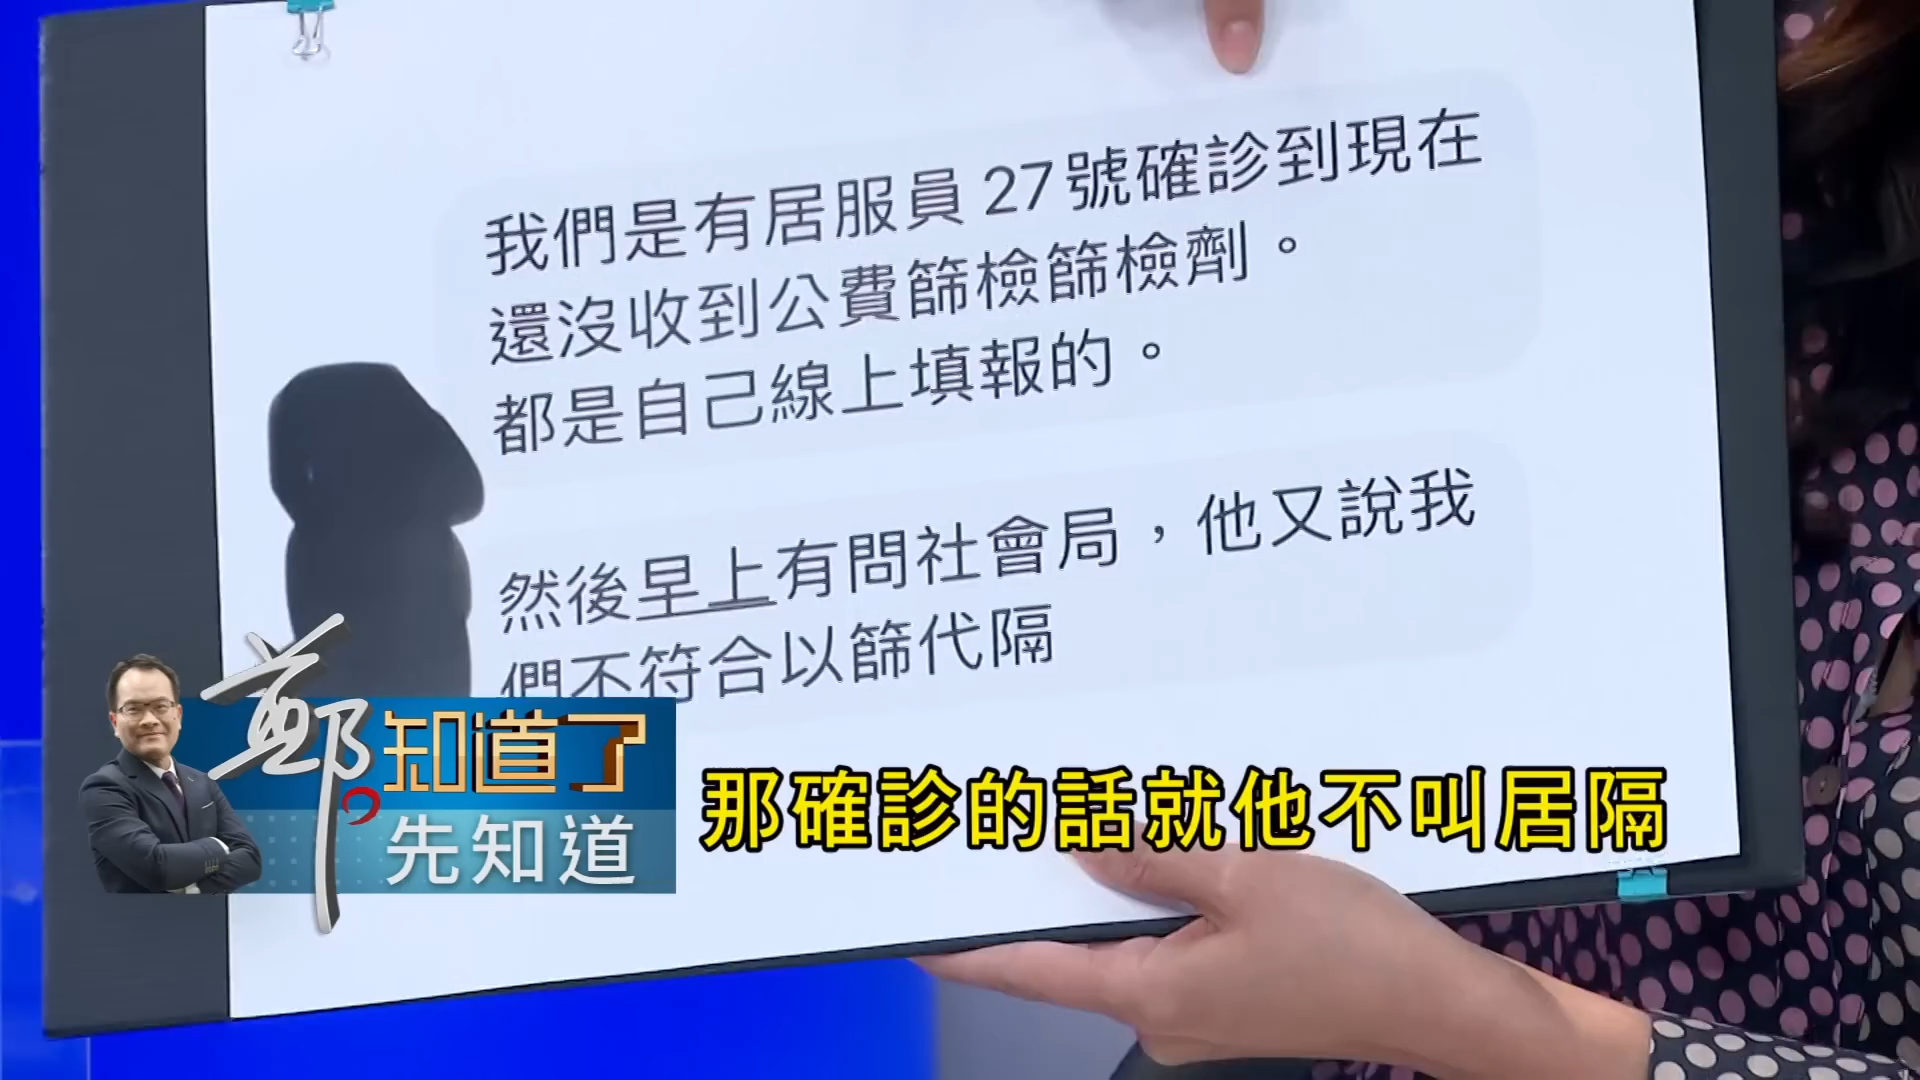 我們是有居服員27號確診到現在
還沒收到公費篩檢篩檢劑。
都是自己線上填報的。
然後早上有問社會局，他又說我
們不符合以篩代隔
鄭知道了
先知道
那確診的話就他不叫居隔